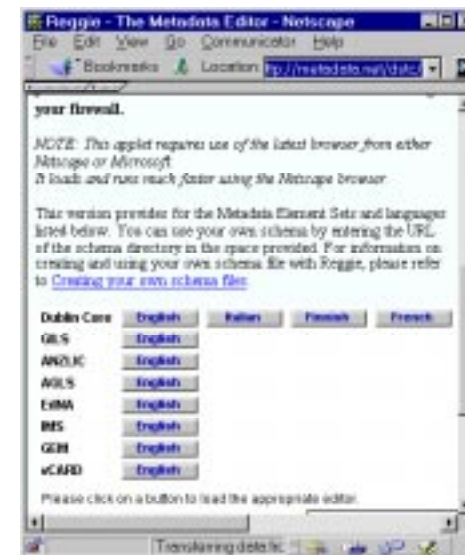 Reggie - The Metadata Editor - Netscape
File Edit View Go Communicator Help
Bookmarks Location
your firewall.
NOTE: This applet requires use of the latest browser from either
Netscape or Microsoft.
It loads and runs much faster using the Netscape browser.
This version provides for the Metadata Element Sets and languages
listed below. You can use your own schema by entering the URL
of the schema directory in the space provided. For information on
creating and using your own schema file with Reggie, please refer
to Creating your own schema files
Dublin Core English Italian Finnish French
GILS English
ANZLIC English
AGLS English
EdNA English
IMS English
GEM English
vCARD English
Please click on a button to load the appropriate editor.
Transferring data